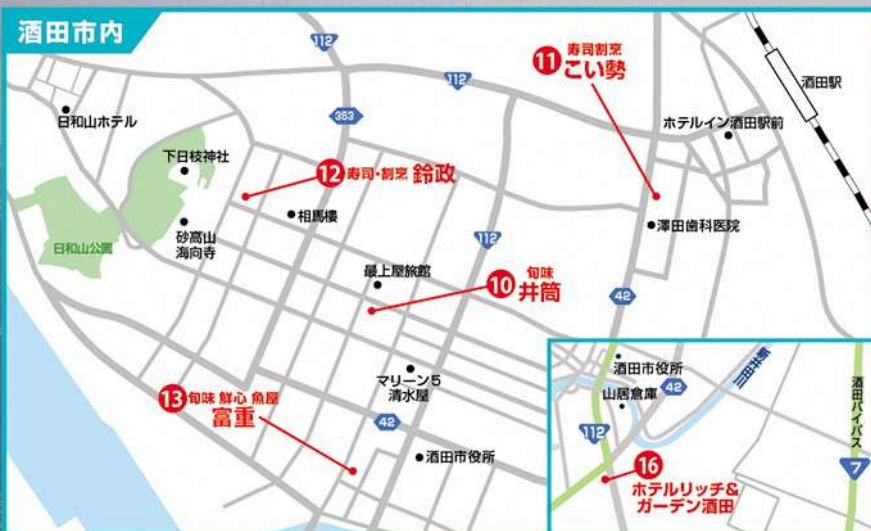 酒田市内
112
112
353
日和山ホテル
下日枝神社
砂高山
海向寺
日和山公園
12 寿司・割烹 鈴政
相馬樓
最上屋旅館
11 寿司割烹
こい勢
酒田駅
ホテルイン酒田駅前
澤田歯科医院
112
10 旬味
井筒
42
マリーン5
清水屋
13 旬味 鮮心 魚屋
富重
42
酒田市役所
酒田市役所
山居倉庫
42
新井田川
酒田バイパス
112
7
16
ホテルリッチ&
ガーデン酒田